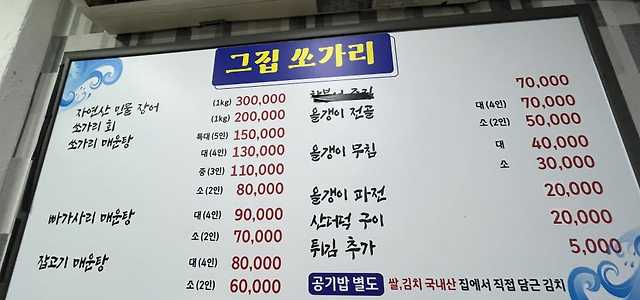 그집 쏘가리
자연산 민물 장어 (1kg) 300,000
쏘가리 회 (1kg) 200,000
쏘가리 매운탕 특대 (5인) 150,000
대 (4인) 130,000
중 (3인) 110,000
소 (2인) 80,000
빠가사리 매운탕 대 (4인) 90,000
소 (2인) 70,000
잡고기 매운탕 대 (4인) 80,000
소 (2인) 60,000
70,000
올갱이 전골 대 (4인) 70,000
소 (2인) 50,000
올갱이 무침 대 40,000
소 30,000
올갱이 파전 20,000
산더덕 구이 20,000
튀김 추가 5,000
공기밥 별도 쌀,김치 국내산 집에서 직접 담근 김치